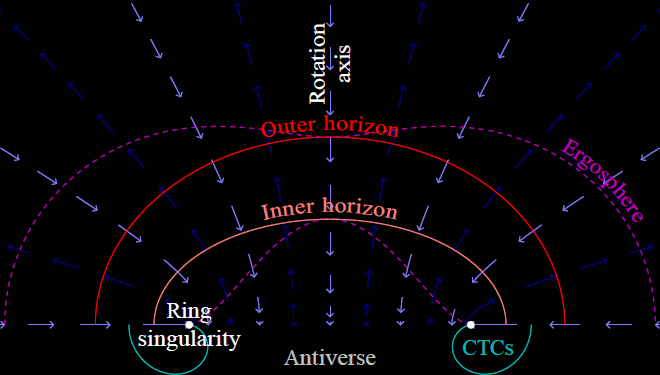 Rotation
axis
Outer horizon
Ergosphere
Inner horizon
Ring
singularity
CTCs
Antiverse